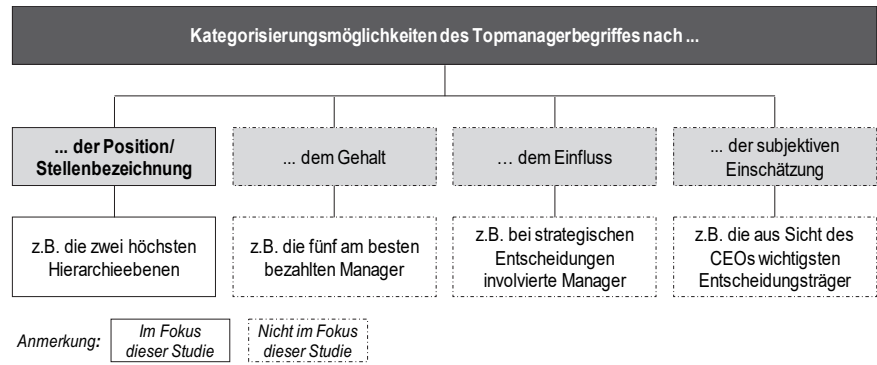 Kategorisierungsmöglichkeiten des Topmanagerbegriffes nach ...
... der Position/
Stellenbezeichnung
... dem Gehalt
… dem Einfluss
... der subjektiven
Einschätzung
z.B. die zwei höchsten
Hierarchieebenen
z.B. die fünf am besten
bezahlten Manager
z.B. bei strategischen
Entscheidungen
involvierte Manager
z.B. die aus Sicht des
CEOs wichtigsten
Entscheidungsträger
Anmerkung:
Im Fokus
dieser Studie
Nicht im Fokus
dieser Studie